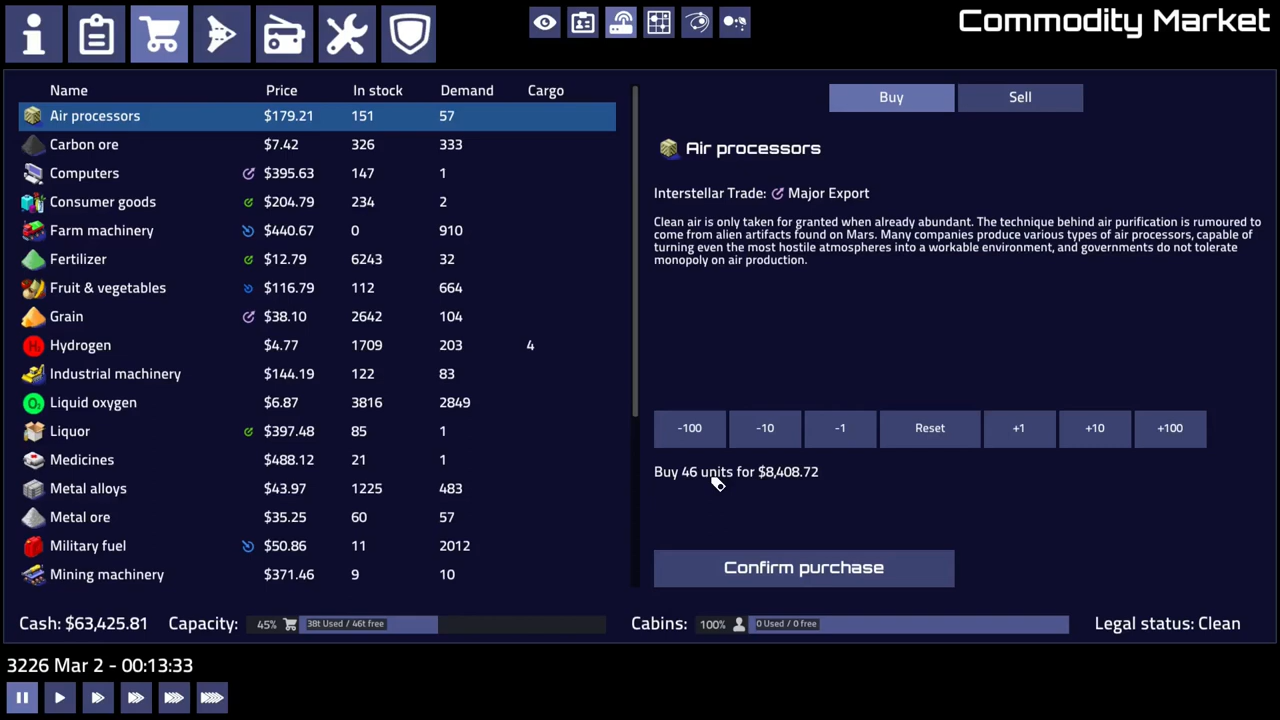 Commodity Market
Name Price In stock Demand Cargo
Air processors $179.21 151 57
Carbon ore $7.42 326 333
Computers $395.63 147 1
Consumer goods $204.79 234 2
Farm machinery $440.67 0 910
Fertilizer $12.79 6243 32
Fruit & vegetables $116.79 112 664
Grain $38.10 2642 104
Hydrogen $4.77 1709 203 4
Industrial machinery $144.19 122 83
Liquid oxygen $6.87 3816 2849
Liquor $397.48 85 1
Medicines $488.12 21 1
Metal alloys $43.97 1225 483
Metal ore $35.25 60 57
Military fuel $50.86 11 2012
Mining machinery $371.46 9 10
Buy Sell
Air processors
Interstellar Trade: Major Export
Clean air is only taken for granted when already abundant. The technique behind air purification is rumoured to
come from alien artifacts found on Mars. Many companies produce various types of air processors, capable of
turning even the most hostile atmospheres into a workable environment, and governments do not tolerate
monopoly on air production.
-100 -10 -1 Reset +1 +10 +100
Buy 46 units for $8,408.72
Confirm purchase
Cash: $63,425.81 Capacity: 45% 38t Used / 46t free Cabins: 100% 0 Used / 0 free Legal status: Clean
3226 Mar 2 - 00:13:33